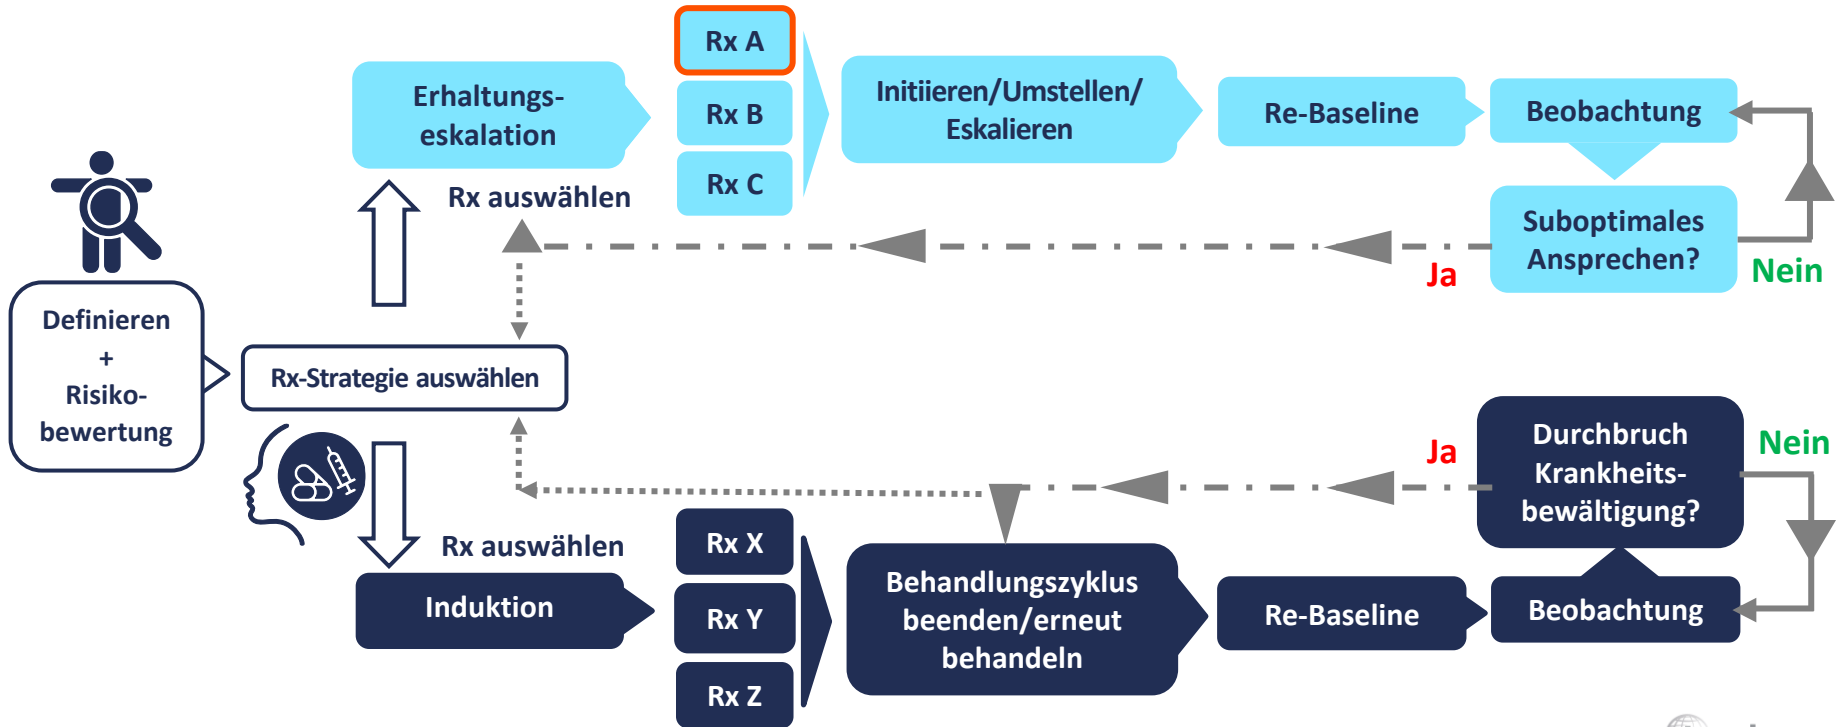 Rx A
Erhaltungs-
eskalation
Rx B
Rx C
Initiieren/Umstellen/
Eskalieren
Re-Baseline
Beobachtung
Rx auswählen
Suboptimales
Ansprechen?
Ja
Nein
Definieren
+
Risiko-
bewertung
Rx-Strategie auswählen
Durchbruch
Krankheits-
bewältigung?
Ja
Nein
Rx auswählen
Induktion
Rx X
Rx Y
Rx Z
Behandlungszyklus
beenden/erneut
behandeln
Re-Baseline
Beobachtung